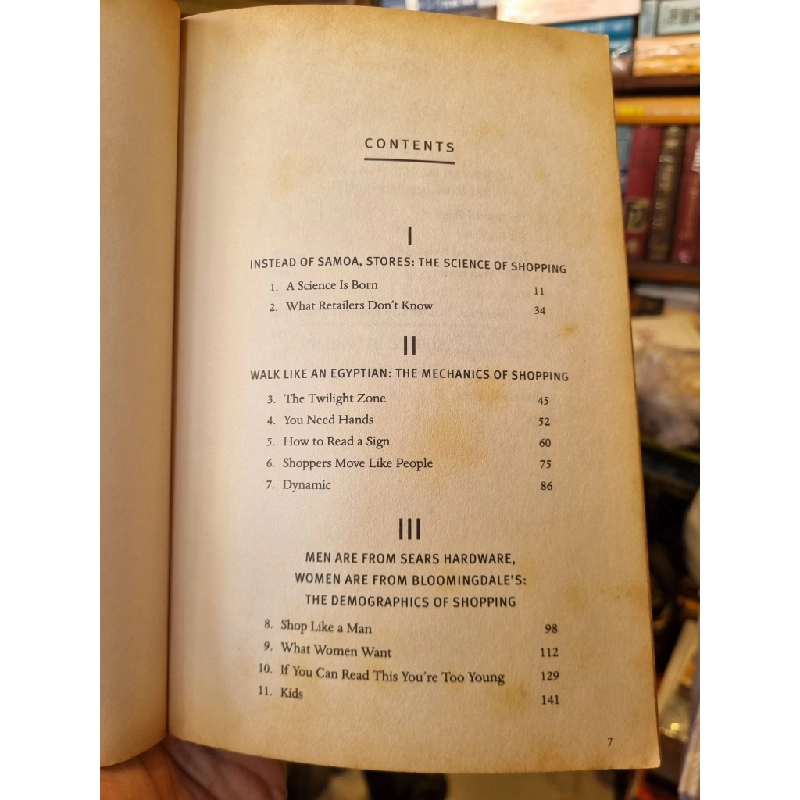 CONTENTS
I
INSTEAD OF SAMOA, STORES: THE SCIENCE OF SHOPPING
1. A Science Is Born 11
2. What Retailers Don't Know 34
II
WALK LIKE AN EGYPTIAN: THE MECHANICS OF SHOPPING
3. The Twilight Zone 45
4. You Need Hands 52
5. How to Read a Sign 60
6. Shoppers Move Like People 75
7. Dynamic 86
III
MEN ARE FROM SEARS HARDWARE,
WOMEN ARE FROM BLOOMINGDALE'S:
THE DEMOGRAPHICS OF SHOPPING
8. Shop Like a Man 98
9. What Women Want 112
10. If You Can Read This You're Too Young 129
11. Kids 141
7